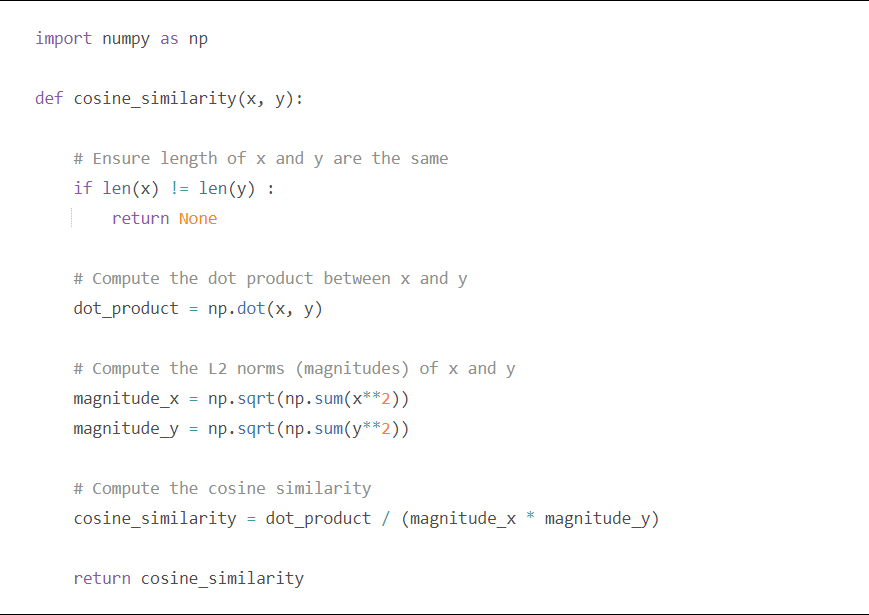 import numpy as np
def cosine_similarity(x, y):
    # Ensure length of x and y are the same
    if len(x) != len(y) :
        return None
    # Compute the dot product between x and y
    dot_product = np.dot(x, y)
    # Compute the L2 norms (magnitudes) of x and y
    magnitude_x = np.sqrt(np.sum(x**2))
    magnitude_y = np.sqrt(np.sum(y**2))
    # Compute the cosine similarity
    cosine_similarity = dot_product / (magnitude_x * magnitude_y)
    return cosine_similarity